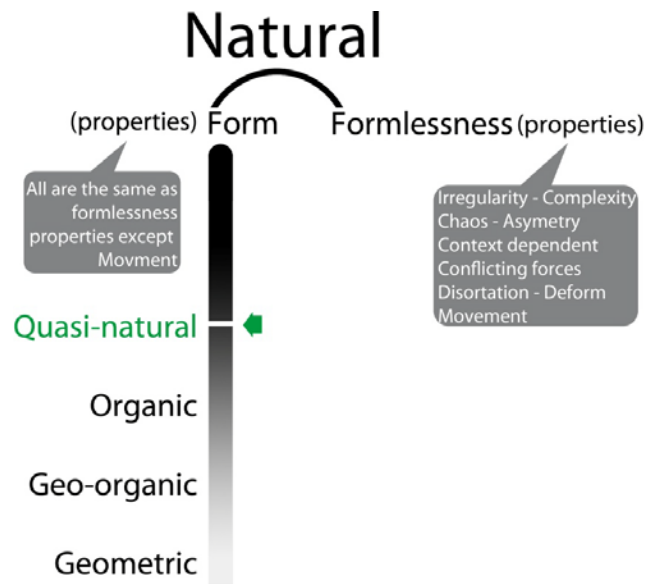 Natural
(properties) Form Formlessness (properties)
All are the same as
formlessness
properties except
Movment
Irregularity - Complexity
Chaos - Asymetry
Context dependent
Conflicting forces
Disortation - Deform
Movement
Quasi-natural
Organic
Geo-organic
Geometric